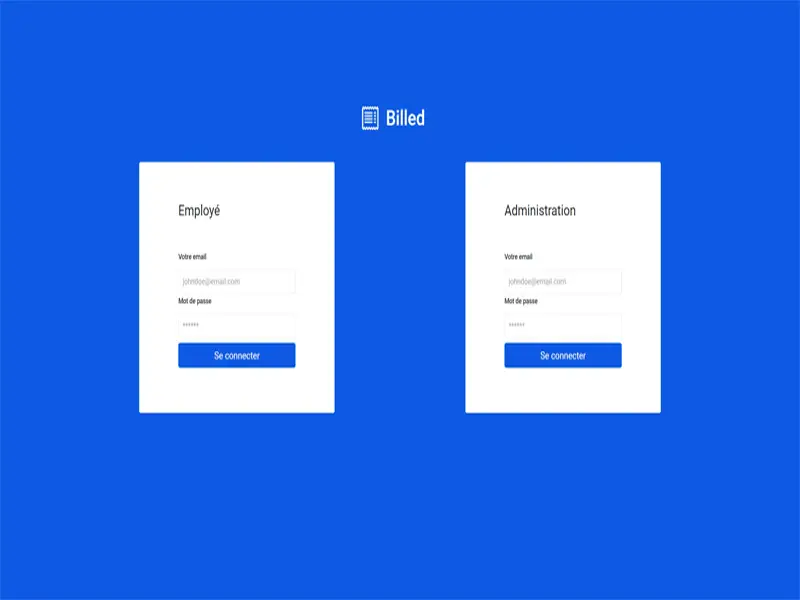 Billed
Employé
Votre email
johndoe@email.com
Mot de passe
******
Se connecter
Administration
Votre email
johndoe@email.com
Mot de passe
******
Se connecter